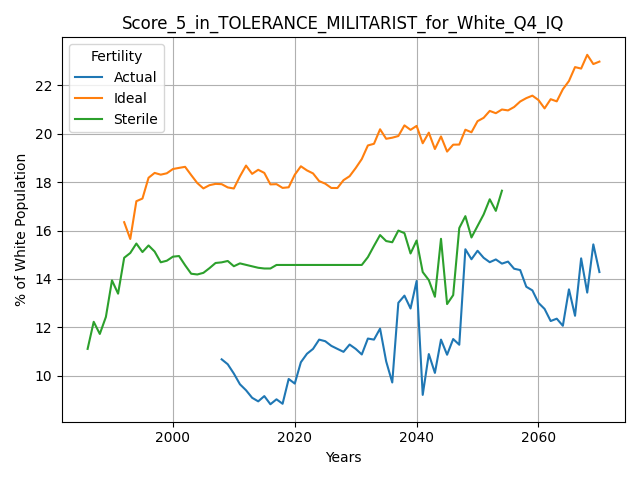 Score_5_in_TOLERANCE_MILITARIST_for_White_Q4_IQ
Fertility
Actual
Ideal
Sterile
% of White Population
22
20
18
16
14
12
10
2000
2020
2040
2060
Years